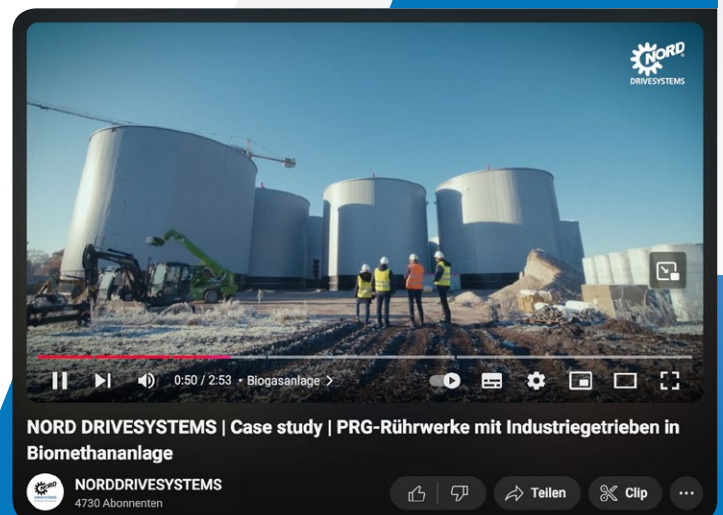 NORD
DRIVESYSTEMS
0:50 / 2:53 • Biogasanlage >
NORD DRIVESYSTEMS | Case study | PRG-Rührwerke mit Industriegetrieben in
Biomethananlage
NORD
NORDDRIVESYSTEMS
4730 Abonnenten
Teilen
Clip